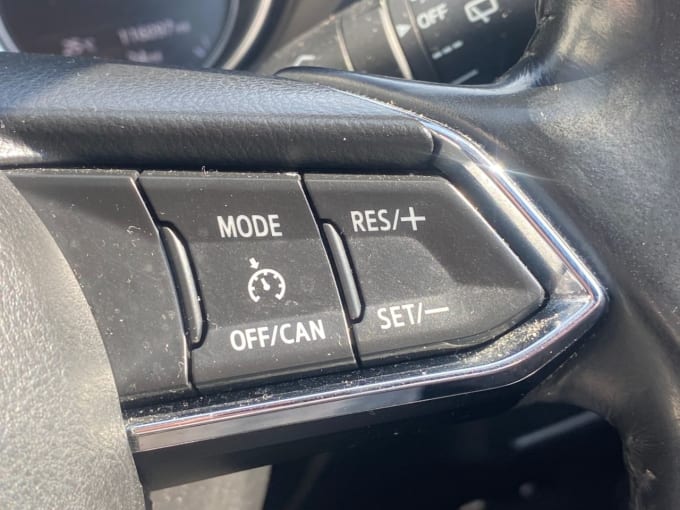 OFF
MODE
RES/+
OFF/CAN
SET/−